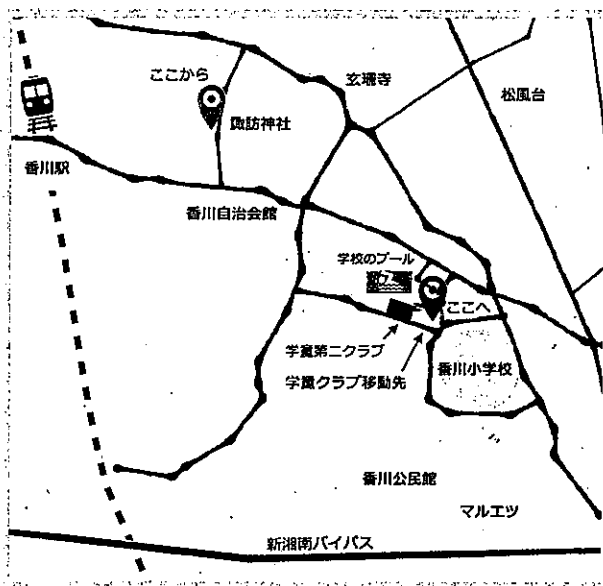 ここから
玄珊寺
松風台
諏訪神社
香川駅
香川自治会館
学校のプール
ここへ
学童第二クラブ
学童クラブ移動先
香川小学校
香川公民館
マルエツ
新湘南バイパス